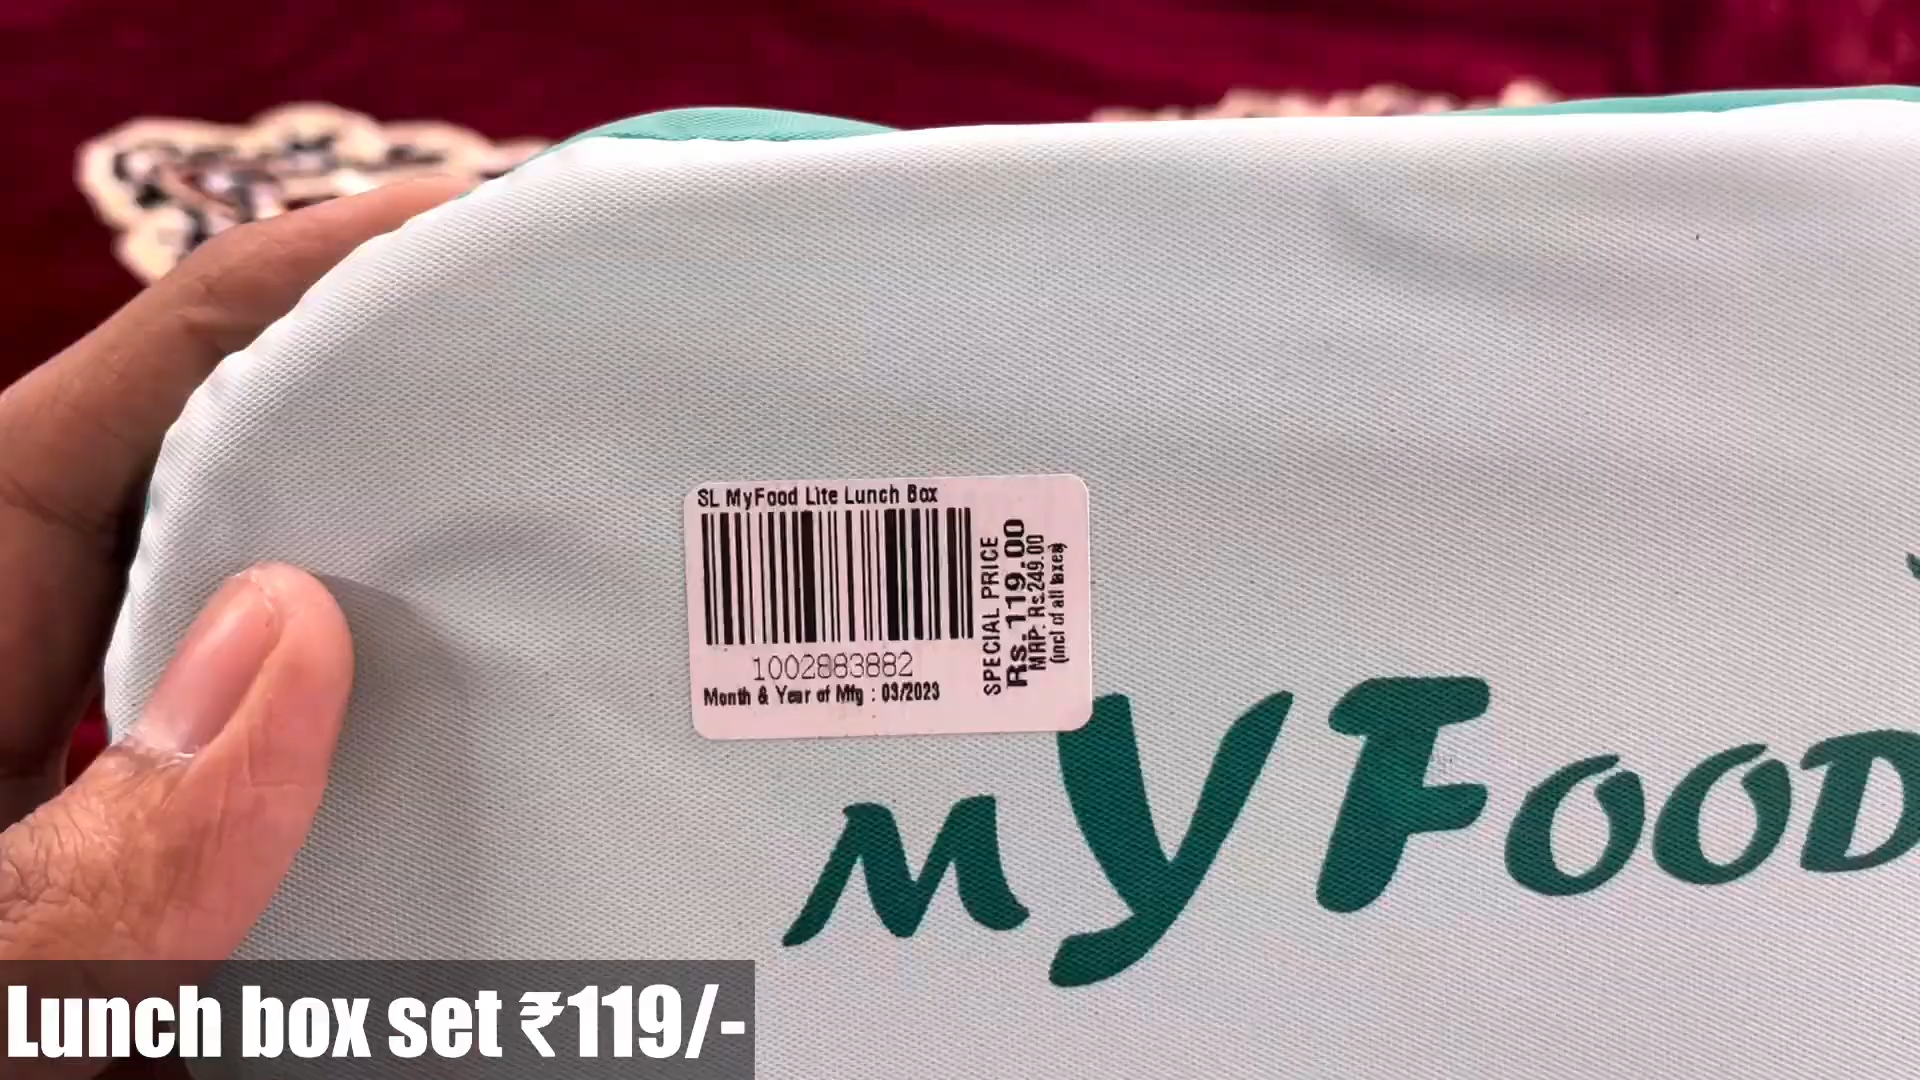 SL MyFood Lite Lunch Box
1002883882
Month & Year of Mfg : 03/2023
SPECIAL PRICE
Rs. 119.00
MRP: Rs.249.00
(incl of all taxes)
MYFOOD
Lunch box set ₹119/-